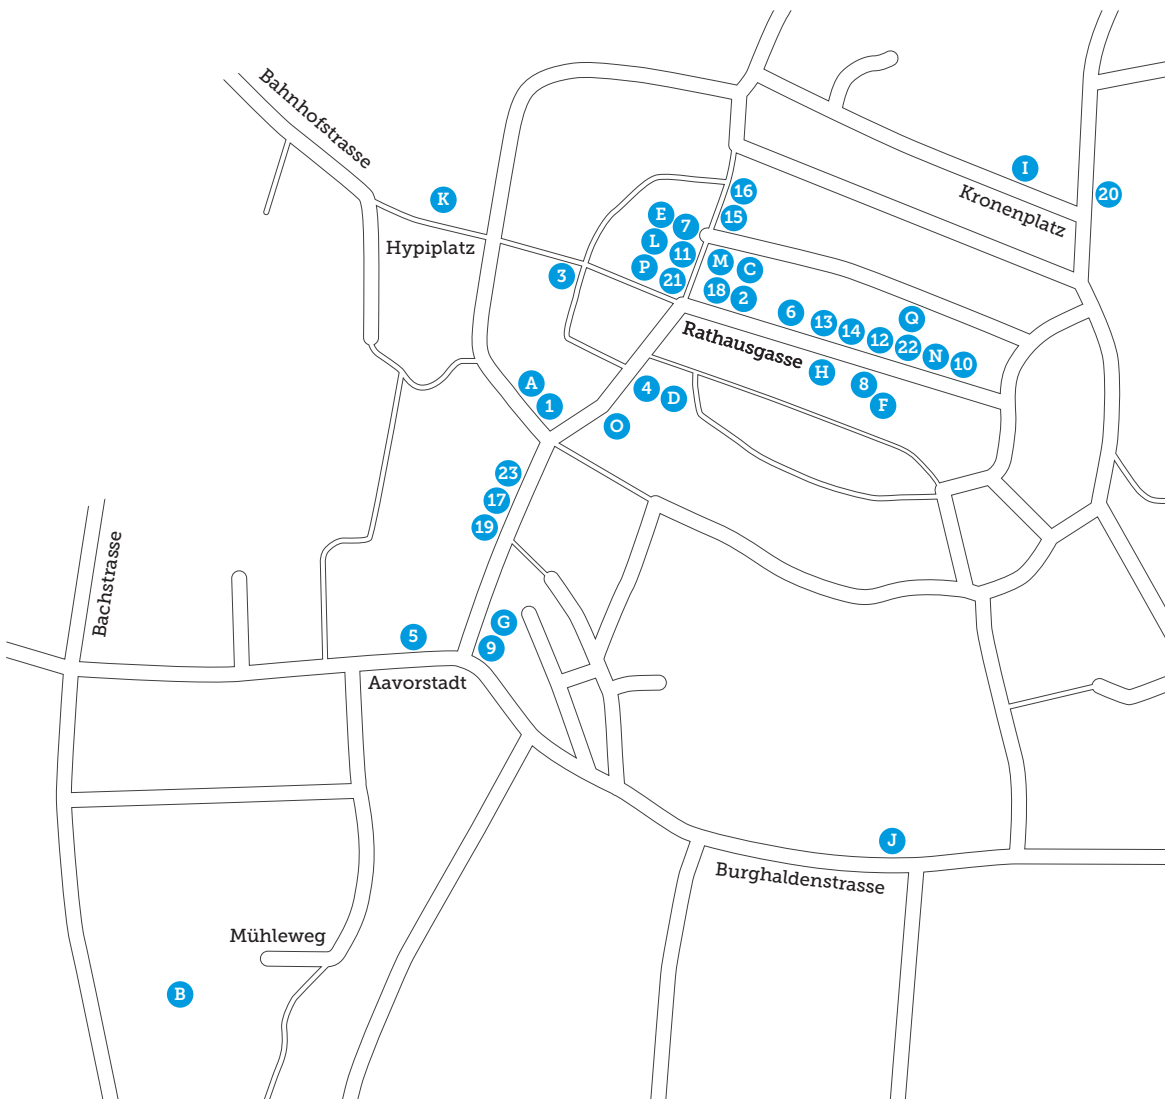 Bahnhofstrasse
I
20
K
16
Kronenplatz
E
7
15
Hypiplatz
L
11
M
C
3
P
21
18
2
6
13
Q
14
12
22
N
10
Rathausgasse
H
8
F
A
1
4
D
O
23
17
19
Bachstrasse
G
5
9
Aavorstadt
J
Burghaldenstrasse
Mühleweg
B